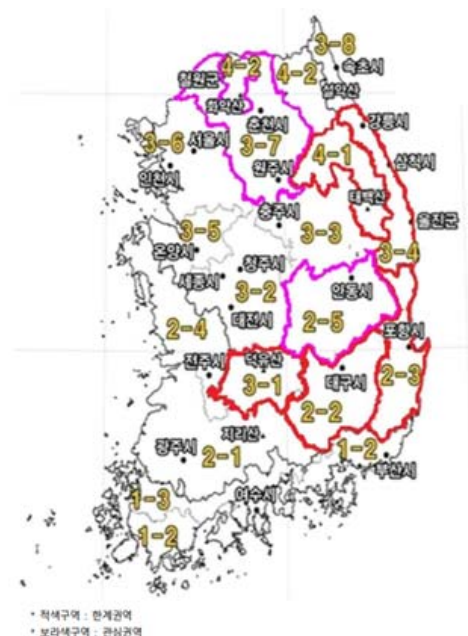 3-8
4-2
4-2
속초시
철원군
설악산
화악산
강릉시
춘천시
3-6
서울시
3-7
4-1
삼척시
인천시
원주시
태백산
충주시
울진군
3-5
3-3
온양시
3-4
청주시
세종시
안동시
3-2
대전시
2-5
2-4
포항시
전주시
덕유산
대구시
2-3
3-1
2-2
지리산
광주시
2-1
1-2
부산시
1-3
여수시
1-2
* 적색구역 : 한계권역
* 보라색구역 : 관심권역